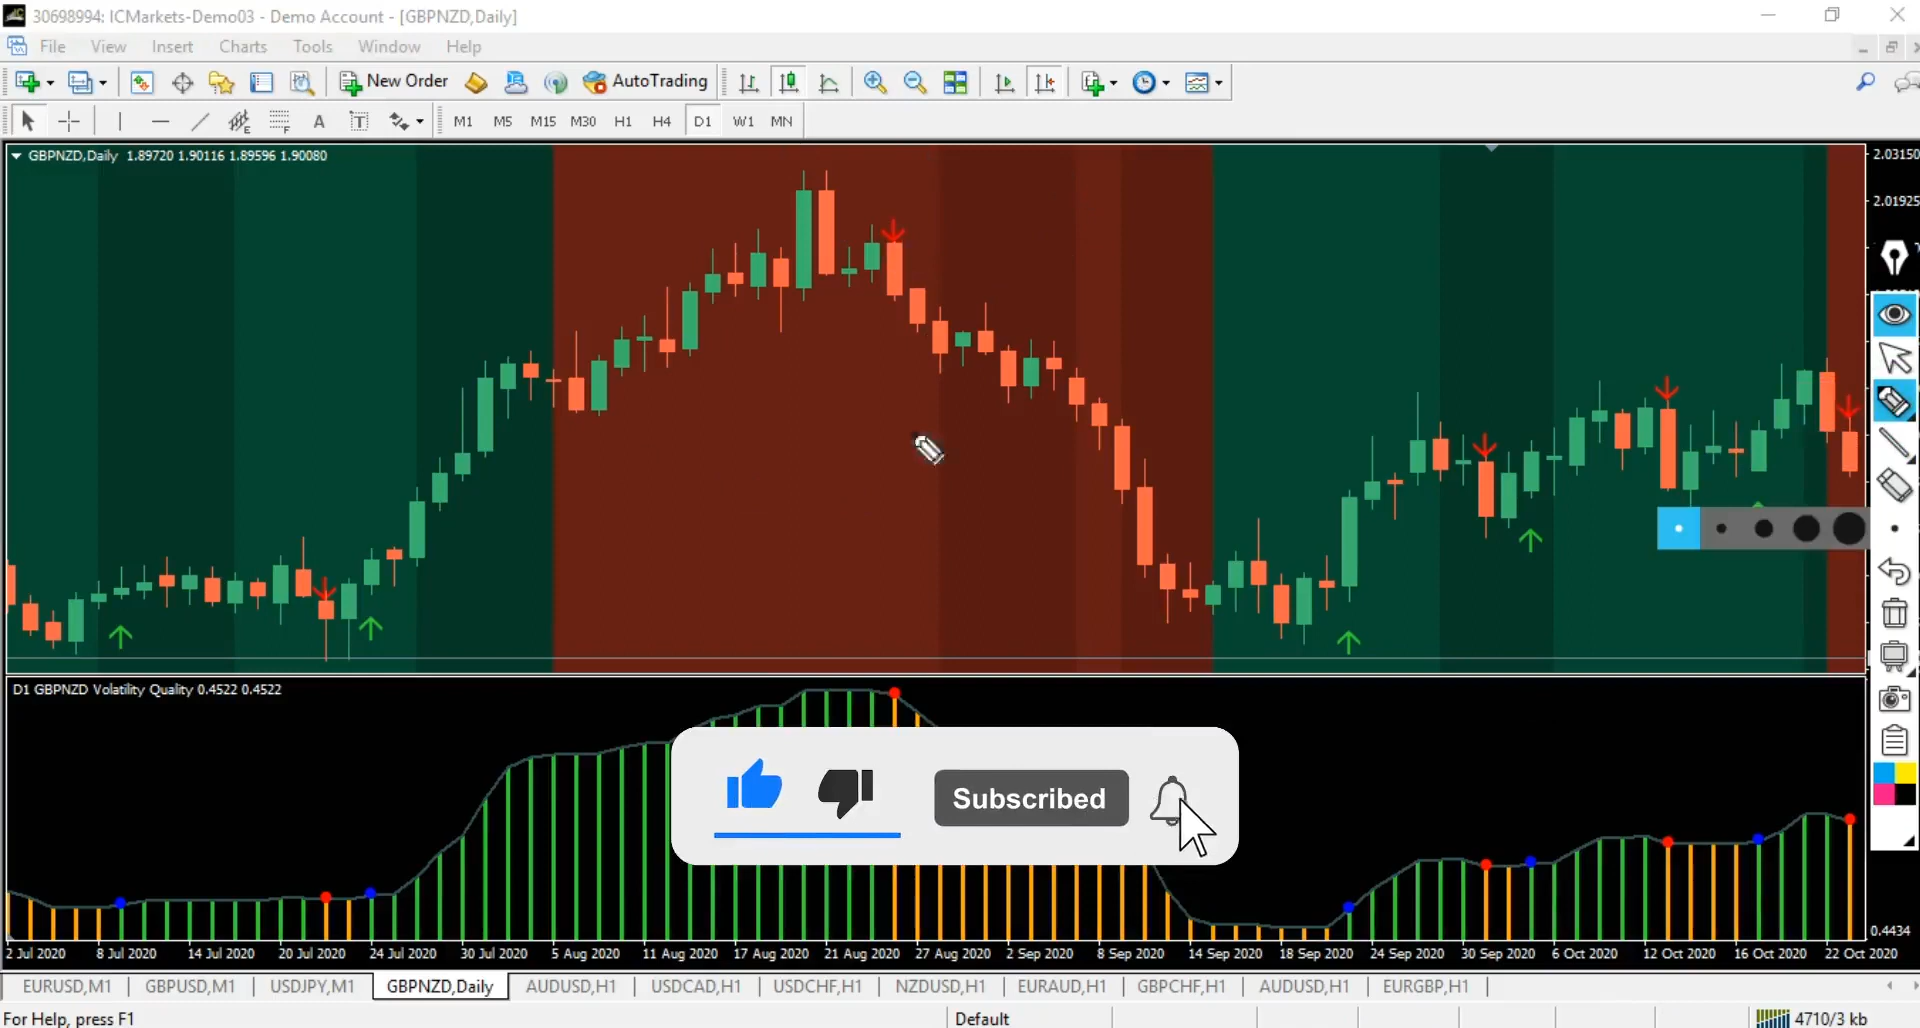 30698994: ICMarkets-Demo03 - Demo Account - [GBPNZD,Daily]
File View Insert Charts Tools Window Help
New Order AutoTrading
A T M1 M5 M15 M30 H1 H4 D1 W1 MN
GBPNZD,Daily 1.89720 1.90116 1.89596 1.90080
2.03150
2.01925
D1 GBPNZD Volatility Quality 0.4522 0.4522
Subscribed
0.4434
2 Jul 2020 8 Jul 2020 14 Jul 2020 20 Jul 2020 24 Jul 2020 30 Jul 2020 5 Aug 2020 11 Aug 2020 17 Aug 2020 21 Aug 2020 27 Aug 2020 2 Sep 2020 8 Sep 2020 14 Sep 2020 18 Sep 2020 24 Sep 2020 30 Sep 2020 6 Oct 2020 12 Oct 2020 16 Oct 2020 22 Oct 2020
EURUSD,M1 GBPUSD,M1 USDJPY,M1 GBPNZD,Daily AUDUSD,H1 USDCAD,H1 USDCHF,H1 NZDUSD,H1 EURAUD,H1 GBPCHF,H1 AUDUSD,H1 EURGBP,H1
For Help, press F1 Default 4710/3 kb